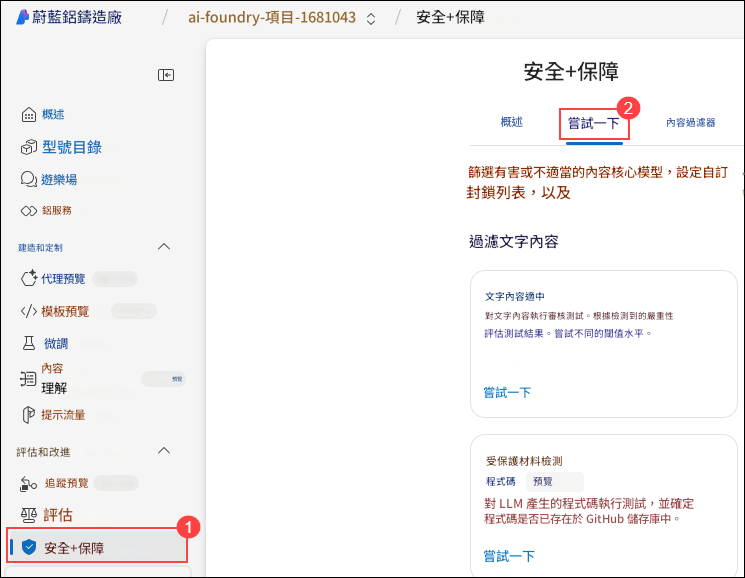 蔚藍鋁鑄造廠 / ai-foundry-項目-1681043 / 安全+保障
概述
型號目錄
遊樂場
鋁服務
建造和定制
代理預覽
模板預覽
微調
內容
理解
預覽
提示流量
評估和改進
追蹤預覽
評估
1
安全+保障
安全+保障
2
概述 嘗試一下 內容過濾器
篩選有害或不適當的內容核心模型，設定自訂
封鎖列表，以及
過濾文字內容
文字內容適中
對文字內容執行審核測試。根據檢測到的嚴重性
評估測試結果。嘗試不同的閾值水平。
嘗試一下
受保護材料檢測
程式碼 預覽
對 LLM 產生的程式碼執行測試，並確定
程式碼是否已存在於 GitHub 儲存庫中。
嘗試一下